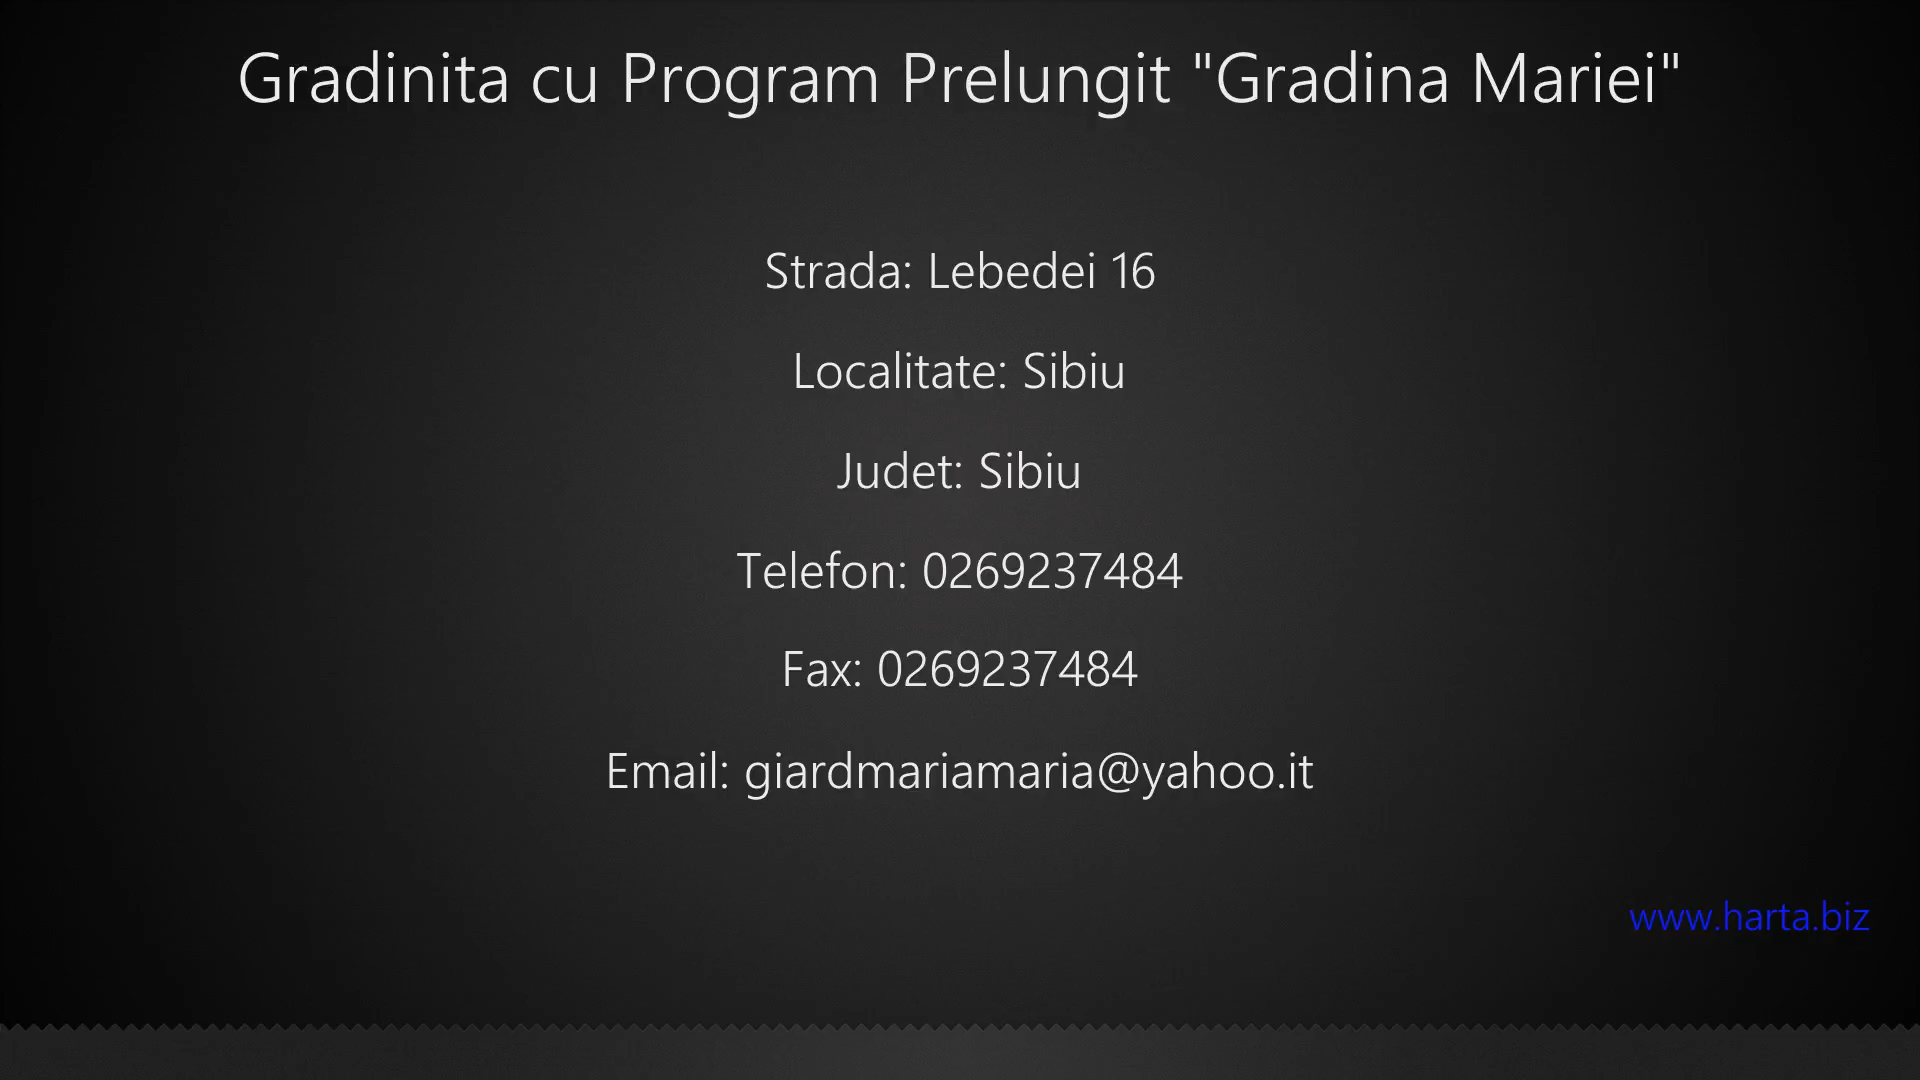 Gradinita cu Program Prelungit "Gradina Mariei"
Strada: Lebedei 16
Localitate: Sibiu
Judet: Sibiu
Telefon: 0269237484
Fax: 0269237484
Email: giardmariamaria@yahoo.it
www.harta.biz